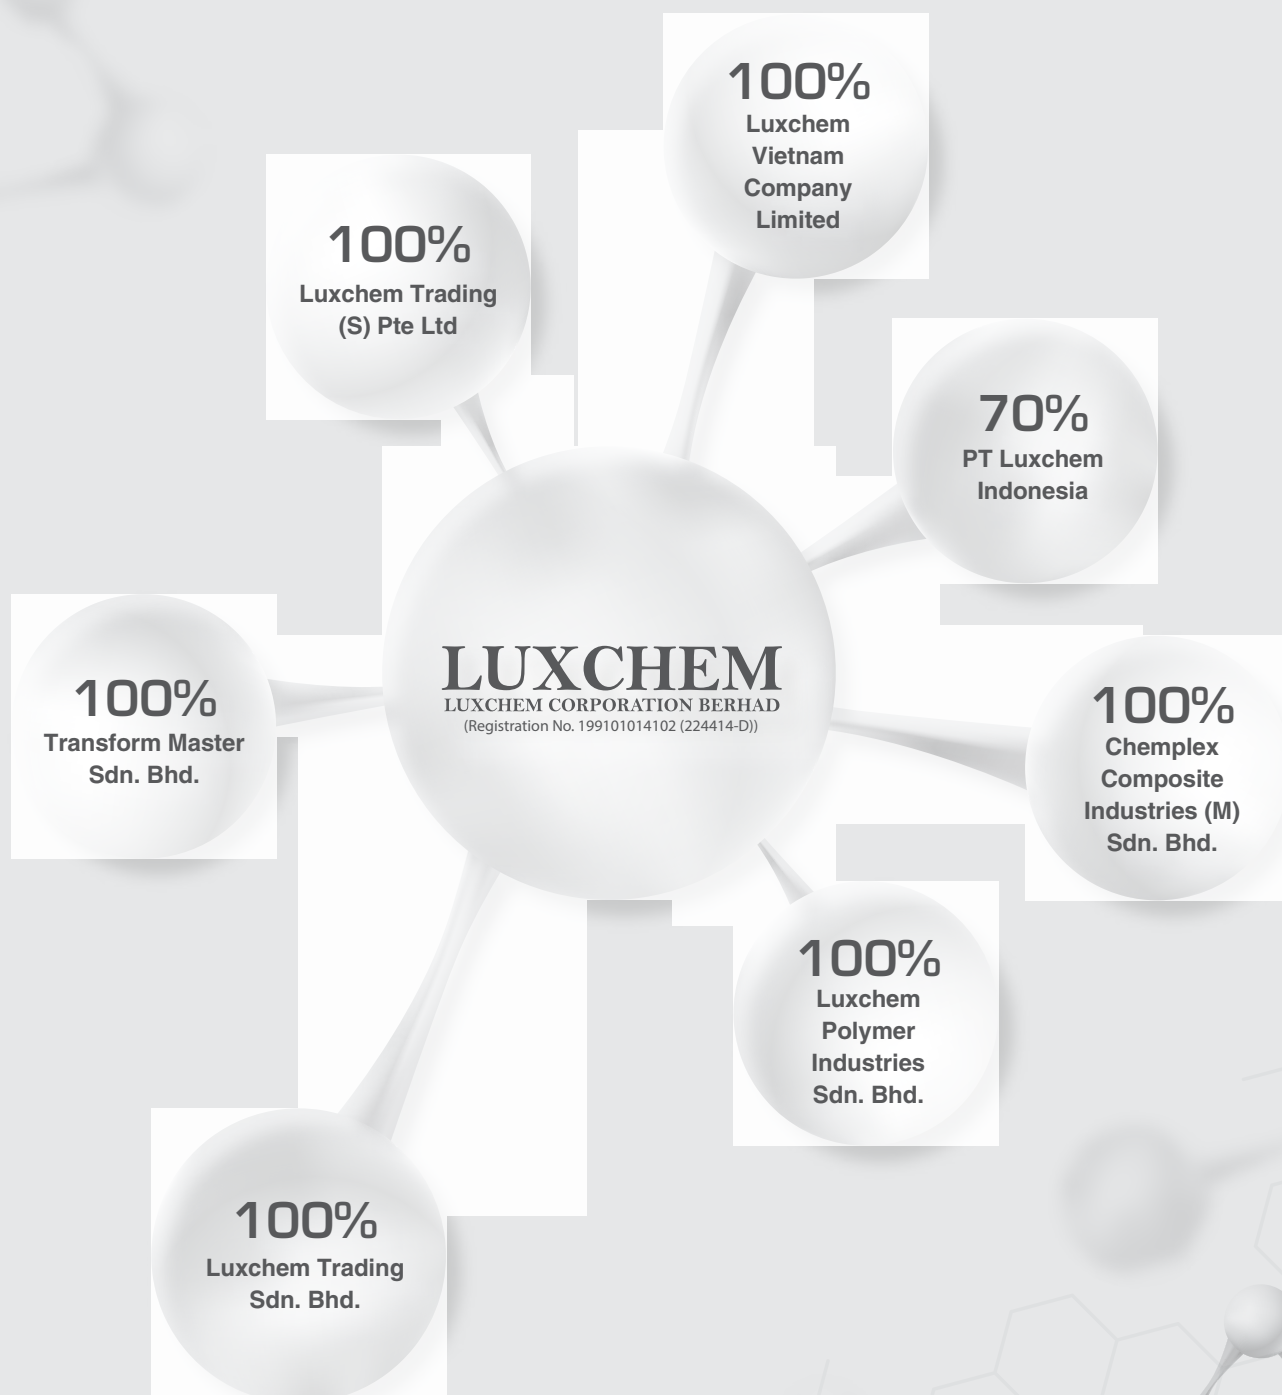 100%
Luxchem
Vietnam
Company
Limited
100%
Luxchem Trading
(S) Pte Ltd
70%
PT Luxchem
Indonesia
LUXCHEM
LUXCHEM CORPORATION BERHAD
(Registration No. 199101014102 (224414-D))
100%
Transform Master
Sdn. Bhd.
100%
Chemplex
Composite
Industries (M)
Sdn. Bhd.
100%
Luxchem
Polymer
Industries
Sdn. Bhd.
100%
Luxchem Trading
Sdn. Bhd.